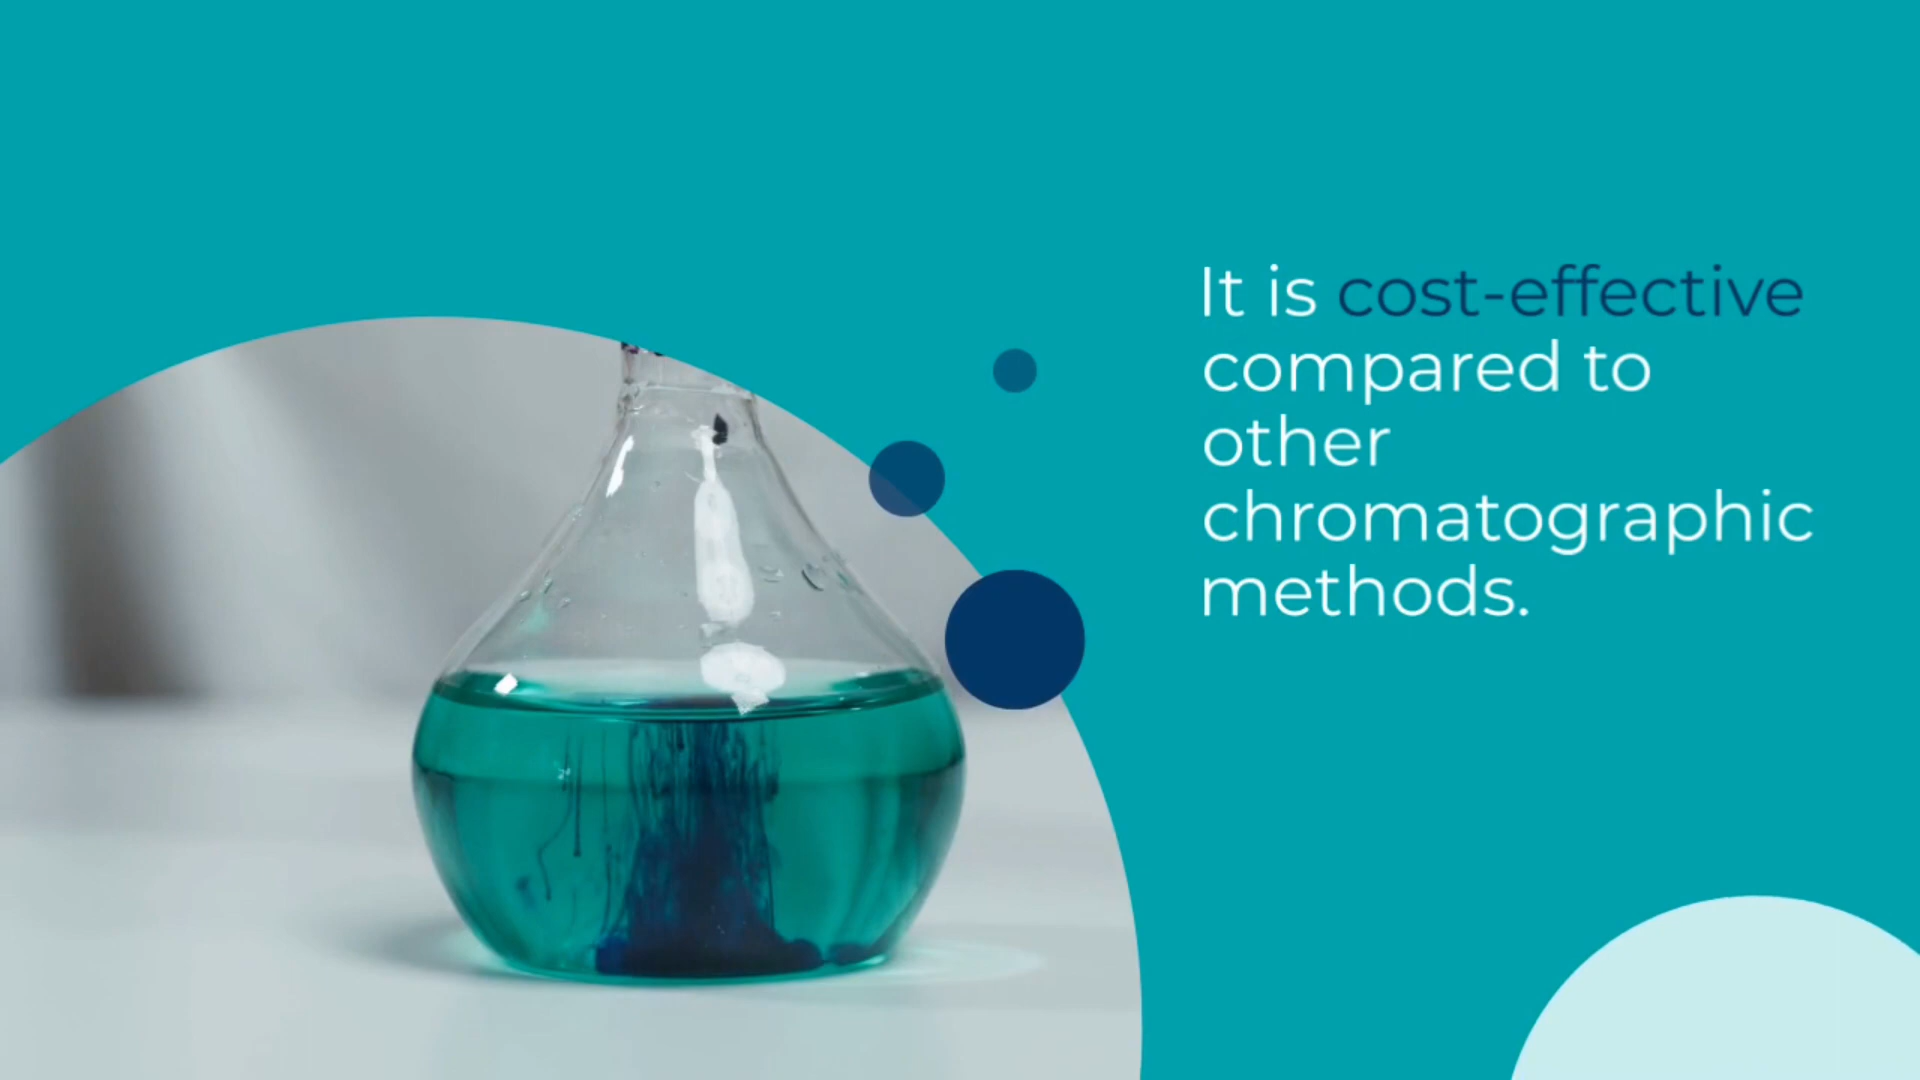 It is cost-effective
compared to
other
chromatographic
methods.